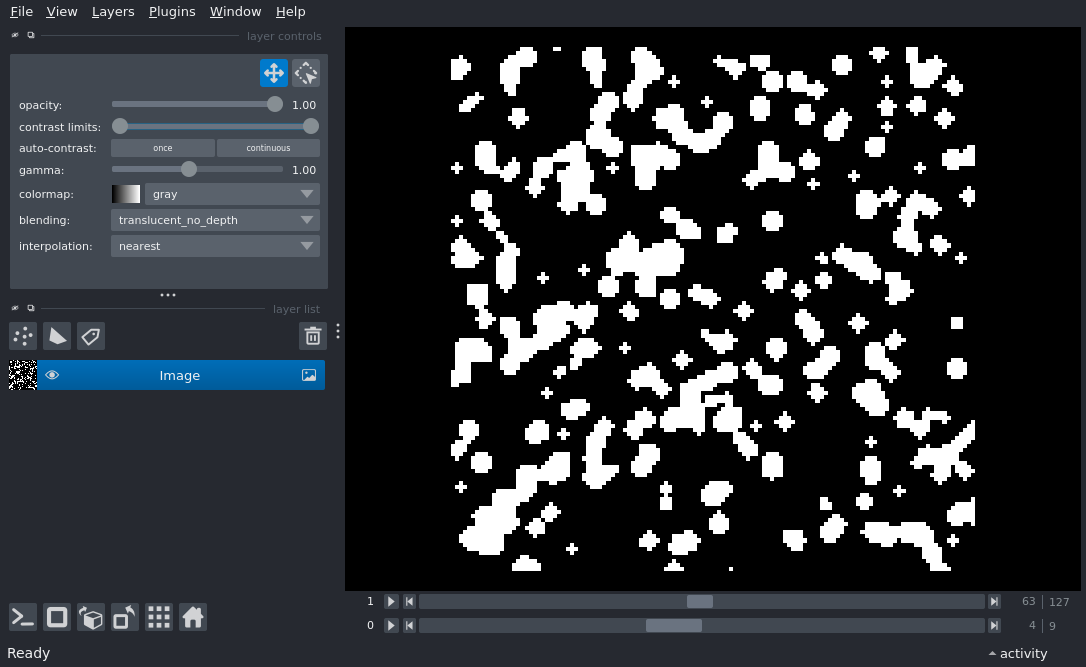 File View Layers Plugins Window Help
layer controls
opacity: 1.00
contrast limits:
auto-contrast: once continuous
gamma: 1.00
colormap: gray
blending: translucent_no_depth
interpolation: nearest
layer list
Image
1 63 127
0 4 9
Ready activity